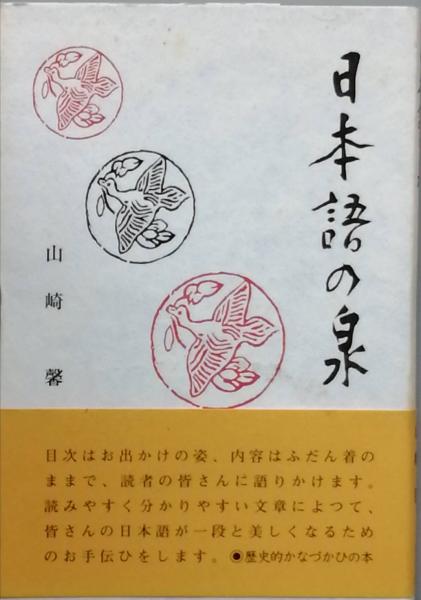 日本語の泉
山崎馨
目次はお出かけの姿、内容はふだん着の
ままで、読者の皆さんに語りかけます。
読みやすく分かりやすい文章によつて、
皆さんの日本語が一段と美しくなるため
のお手伝ひをします。◉歴史的かなづかひの本